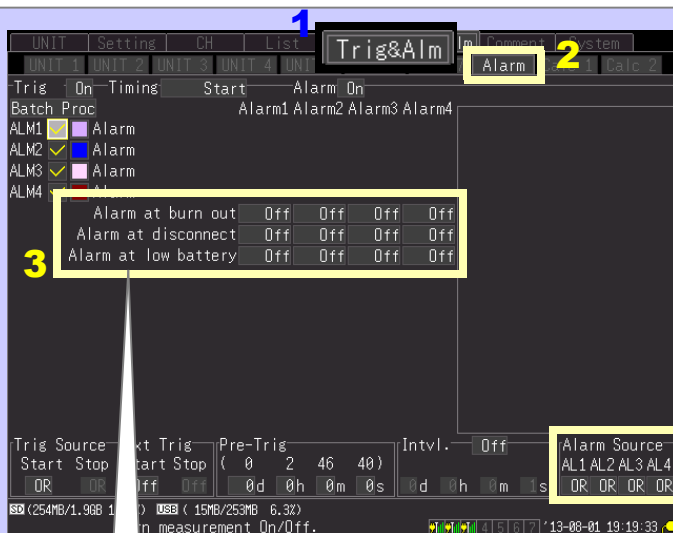 1
UNIT Setting CH List Trig&Alm Comment System
2
UNIT 1 UNIT 2 UNIT 3 UNIT 4 UNI Alarm 1 Calc 2
Trig On Timing Start Alarm On
Batch Proc Alarm1 Alarm2 Alarm3 Alarm4
ALM1 Alarm
ALM2 Alarm
ALM3 Alarm
ALM4 Alarm
Alarm at burn out Off Off Off Off
Alarm at disconnect Off Off Off Off
3
Alarm at low battery Off Off Off Off
Trig Source xt Trig Pre-Trig Intvl. Off Alarm Source
Start Stop tart Stop ( 0 2 46 40) AL1 AL2 AL3 AL4
OR OR Off Off 0d 0h 0m 0s 0d 0h 0m 1s OR OR OR OR
SD (254MB/1.9GB 1 ) USB ( 15MB/253MB 6.3%)
n measurement On/Off. 4 5 6 7 '13-08-01 19:19:33